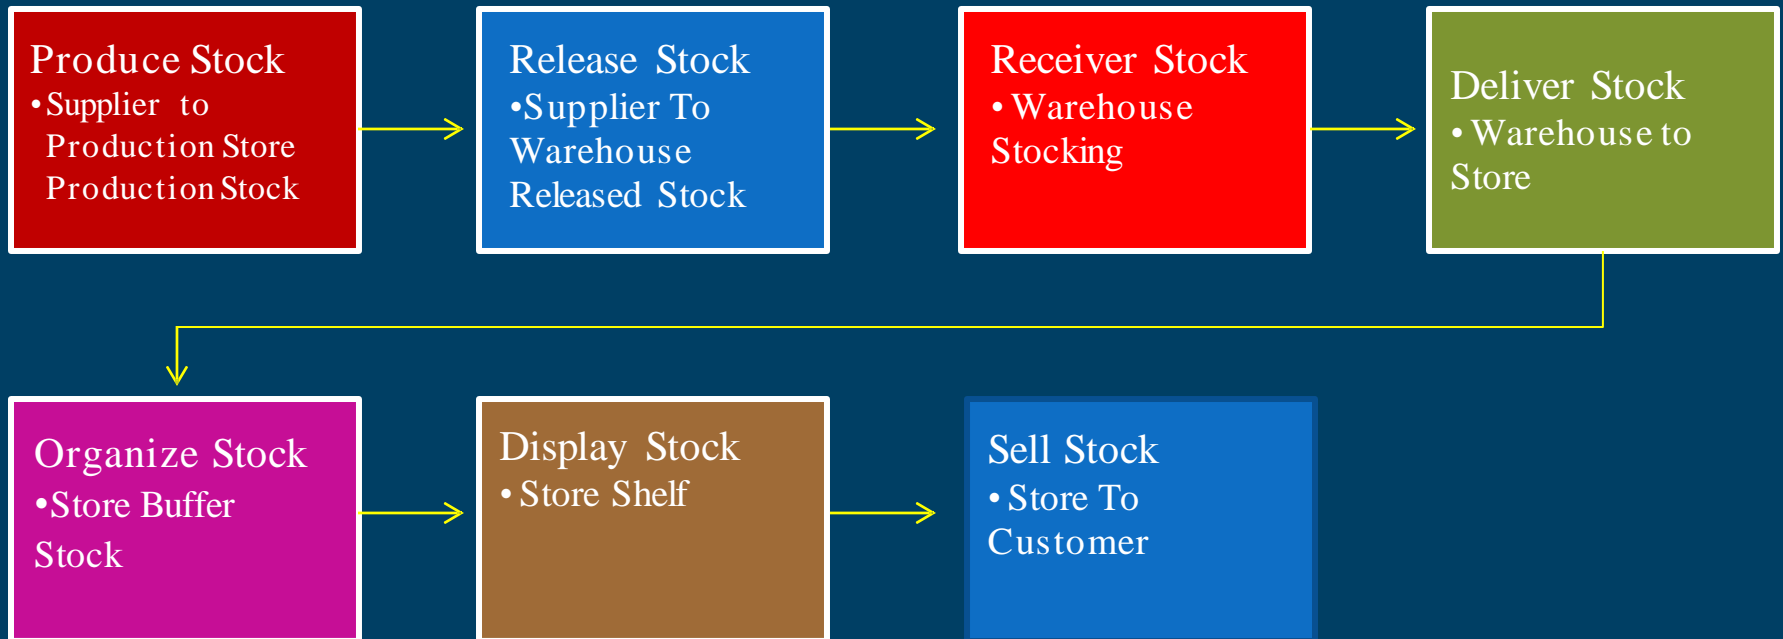 Produce Stock
• Supplier to
Production Store
Production Stock
Release Stock
•Supplier To
Warehouse
Released Stock
Receiver Stock
• Warehouse
Stocking
Deliver Stock
• Warehouse to
Store
Organize Stock
•Store Buffer
Stock
Display Stock
• Store Shelf
Sell Stock
• Store To
Customer